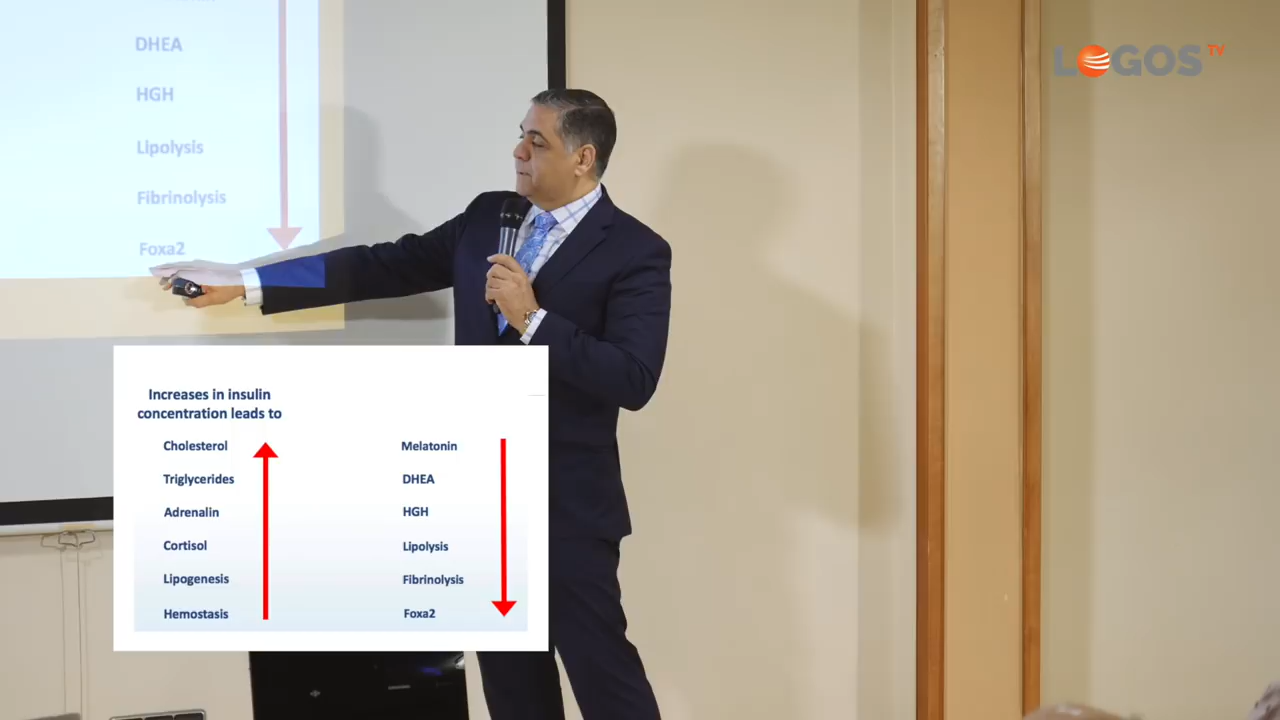 DHEA
HGH
Lipolysis
Fibrinolysis
Foxa2
LOGOS TV
Increases in insulin
concentration leads to
Cholesterol
Triglycerides
Adrenalin
Cortisol
Lipogenesis
Hemostasis
Melatonin
DHEA
HGH
Lipolysis
Fibrinolysis
Foxa2